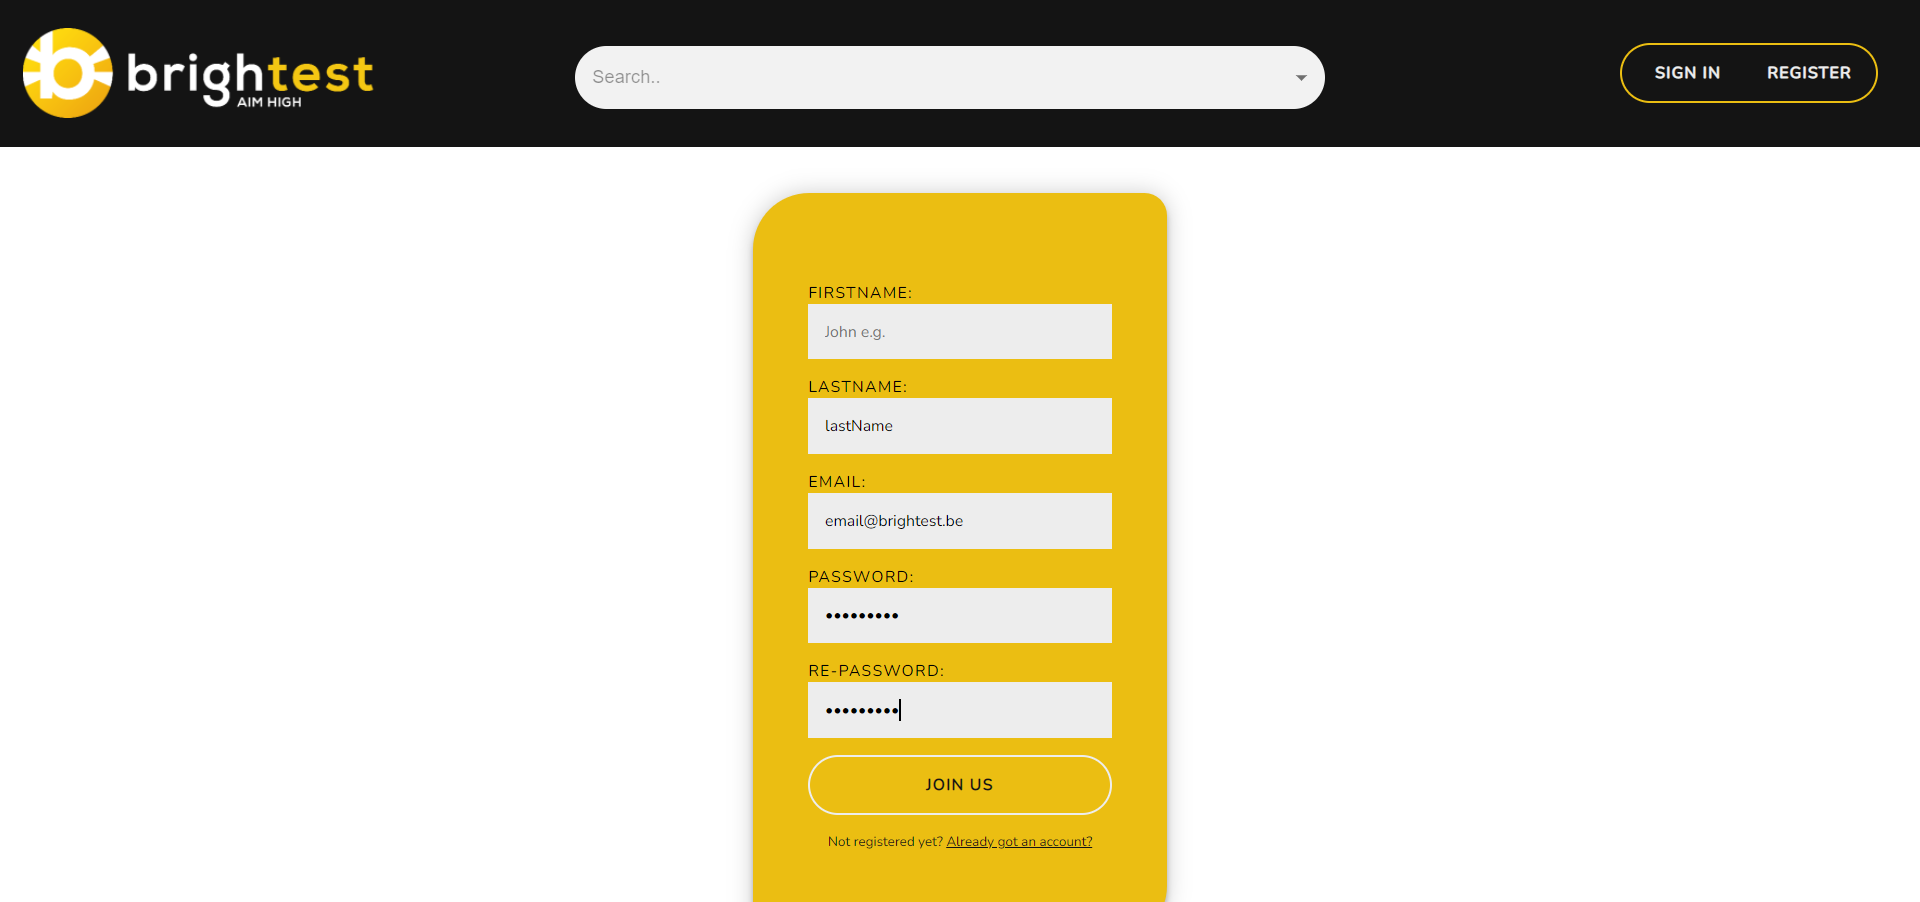 brightest
AIM HIGH
Search..
SIGN IN
REGISTER
FIRSTNAME:
John e.g.
LASTNAME:
lastName
EMAIL:
email@brightest.be
PASSWORD:
•••••••••
RE-PASSWORD:
•••••••••
JOIN US
Not registered yet? Already got an account?